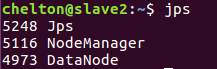 chelton@slave2:~$ jps
5248 Jps
5116 NodeManager
4973 DataNode